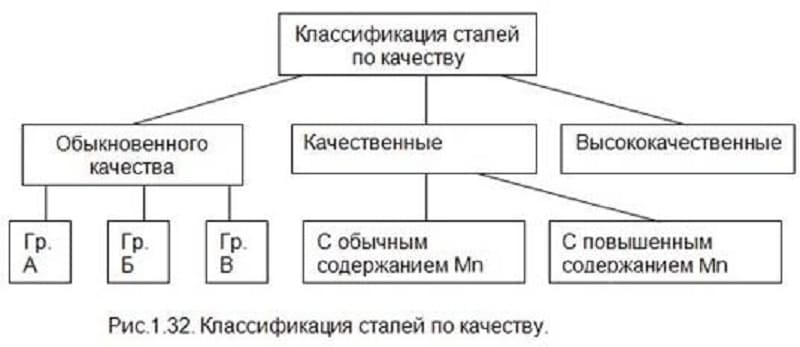 Классификация сталей
по качеству
Обыкновенного
качества
Качественные
Высококачественные
Гр.
А
Гр.
Б
Гр.
В
С обычным
содержанием Mn
С повышенным
содержанием Mn
Рис.1.32. Классификация сталей по качеству.